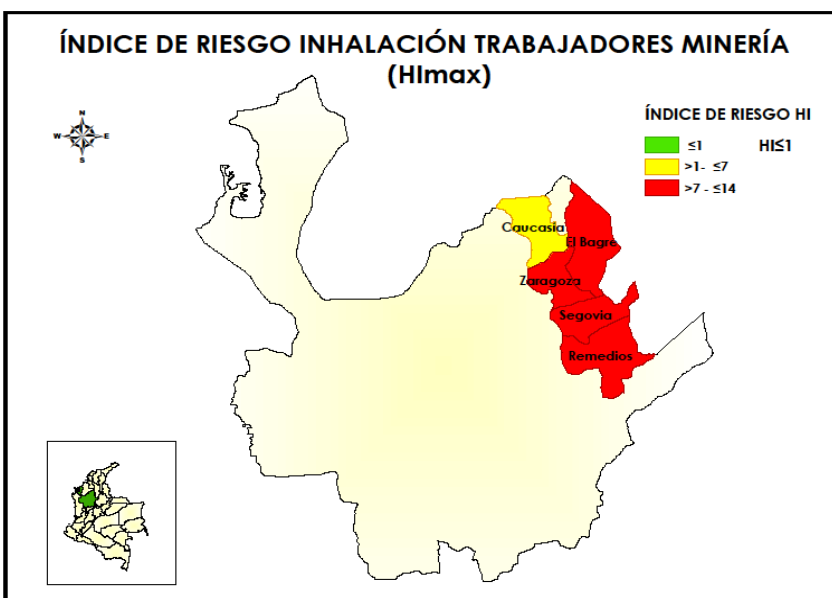 ÍNDICE DE RIESGO INHALACIÓN TRABAJADORES MINERÍA
(HImax)
N
W E
S
ÍNDICE DE RIESGO HI
≤1 HI≤1
>1- ≤7
>7 - ≤14
Caucasia
El Bagre
Zaragoza
Segovia
Remedios